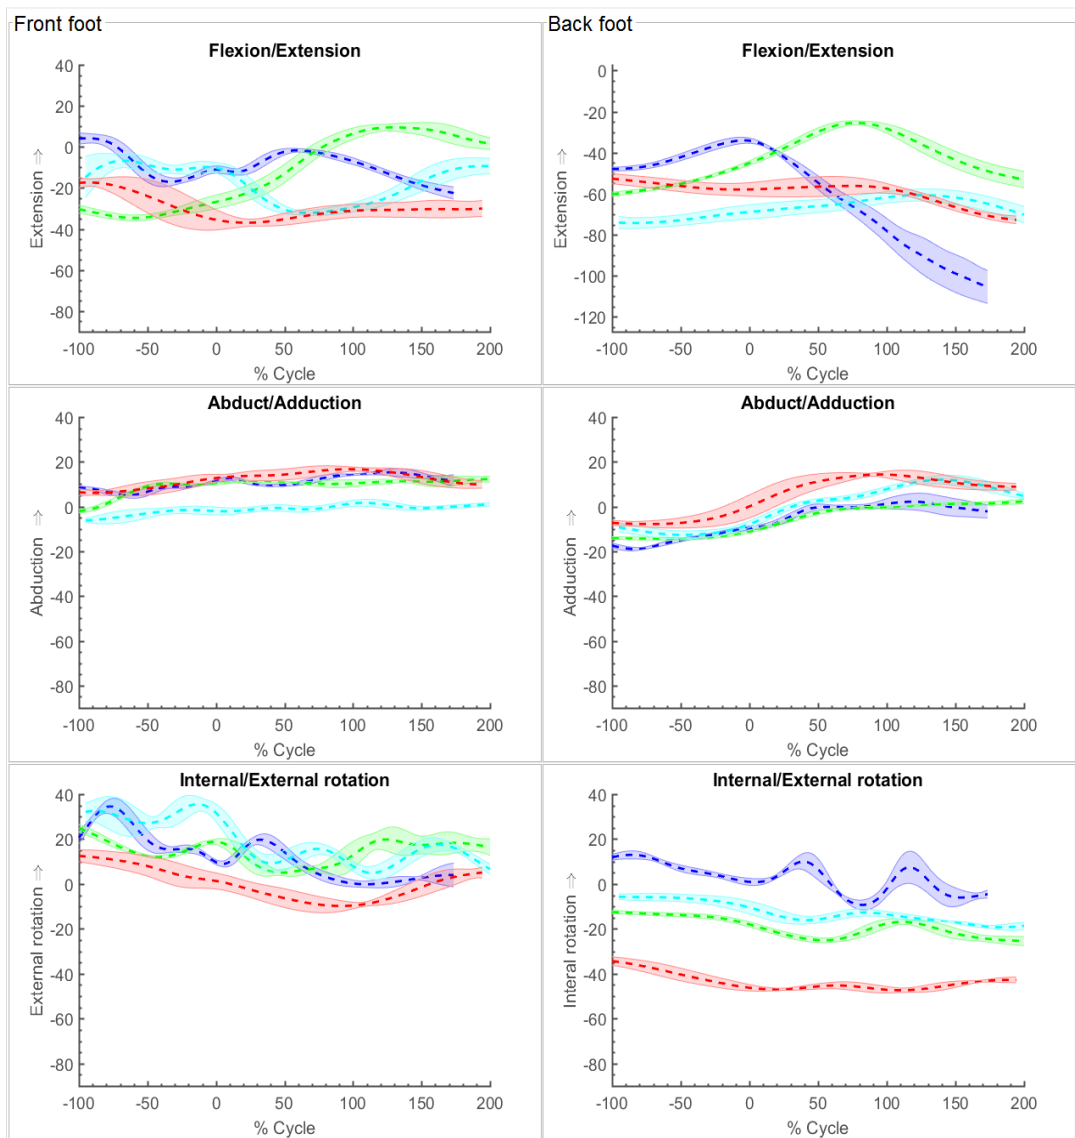 Front foot
Back foot
Flexion/Extension
Flexion/Extension
40
20
0
-20
-40
-60
-80
Extension ⇒
-100 -50 0 50 100 150 200
% Cycle
0
-20
-40
-60
-80
-100
-120
Extension ⇒
-100 -50 0 50 100 150 200
% Cycle
Abduct/Adduction
40
20
0
-20
-40
-60
-80
Abduction ⇒
-100 -50 0 50 100 150 200
% Cycle
Abduct/Adduction
40
20
0
-20
-40
-60
-80
Adduction ⇒
-100 -50 0 50 100 150 200
% Cycle
Internal/External rotation
40
20
0
-20
-40
-60
-80
External rotation ⇒
-100 -50 0 50 100 150 200
% Cycle
Internal/External rotation
40
20
0
-20
-40
-60
-80
Interal rotation ⇒
-100 -50 0 50 100 150 200
% Cycle